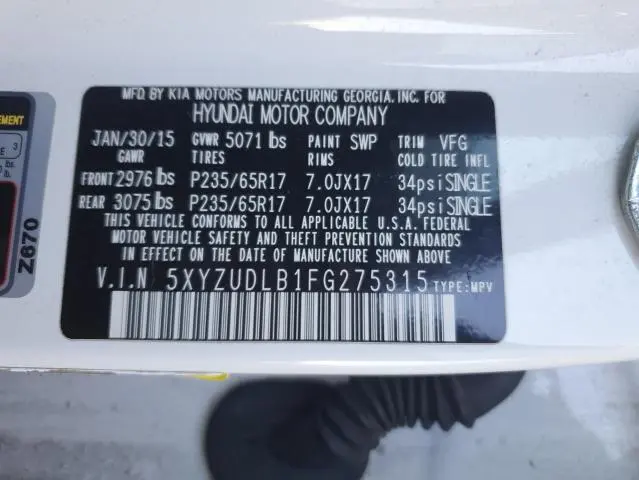 EMENT
E 3
lbs.
Z670
MFD BY KIA MOTORS MANUFACTURING GEORGIA, INC. FOR
HYUNDAI MOTOR COMPANY
JAN/30/15 GVWR 5071 lbs PAINT SWP TRIM VFG
GAWR TIRES RIMS COLD TIRE INFL
FRONT 2976 lbs P235/65R17 7.0JX17 34psi SINGLE
REAR 3075 lbs P235/65R17 7.0JX17 34psi SINGLE
THIS VEHICLE CONFORMS TO ALL APPLICABLE U.S.A. FEDERAL
MOTOR VEHICLE SAFETY AND THEFT PREVENTION STANDARDS
IN EFFECT ON THE DATE OF MANUFACTURE SHOWN ABOVE.
V.I.N 5XYZUDLB1FG275315 TYPE:MPV